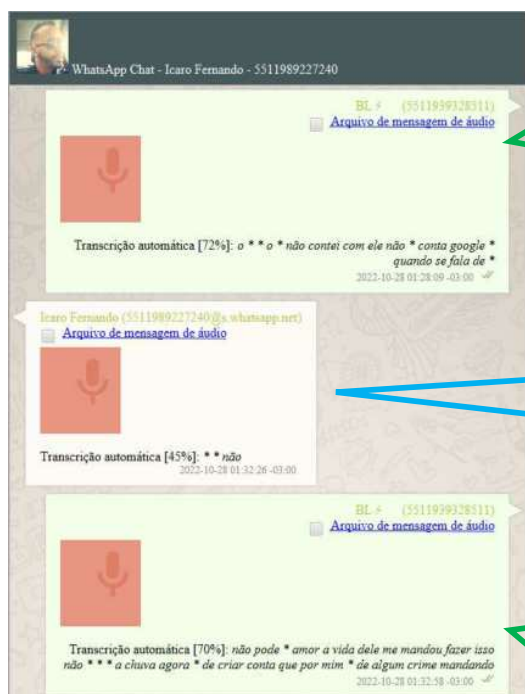 WhatsApp Chat - Icaro Fernando - 5511989227240
BL ⚡ (5511939328511)
Arquivo de mensagem de áudio
Transcrição automática [72%]: o * * o * não contei com ele não * conta google *
quando se fala de *
2022-10-28 01:28:09 -03:00
Icaro Fernando (5511989227240@s.whatsapp.net)
Arquivo de mensagem de áudio
Transcrição automática [45%]: * * não
2022-10-28 01:32:26 -03:00
BL ⚡ (5511939328511)
Arquivo de mensagem de áudio
Transcrição automática [70%]: não pode * amor a vida dele me mandou fazer isso
não * * * a chuva agora * de criar conta que por mim * de algum crime mandando
2022-10-28 01:32:58 -03:00